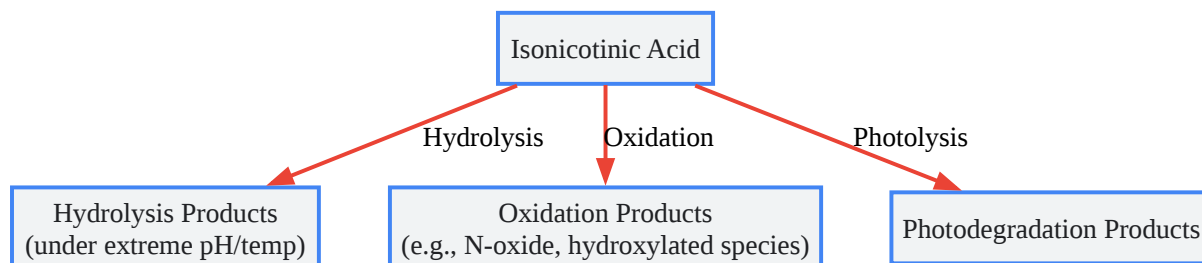 Isonicotinic Acid
Hydrolysis
Oxidation
Photolysis
Hydrolysis Products
(under extreme pH/temp)
Oxidation Products
(e.g., N-oxide, hydroxylated species)
Photodegradation Products